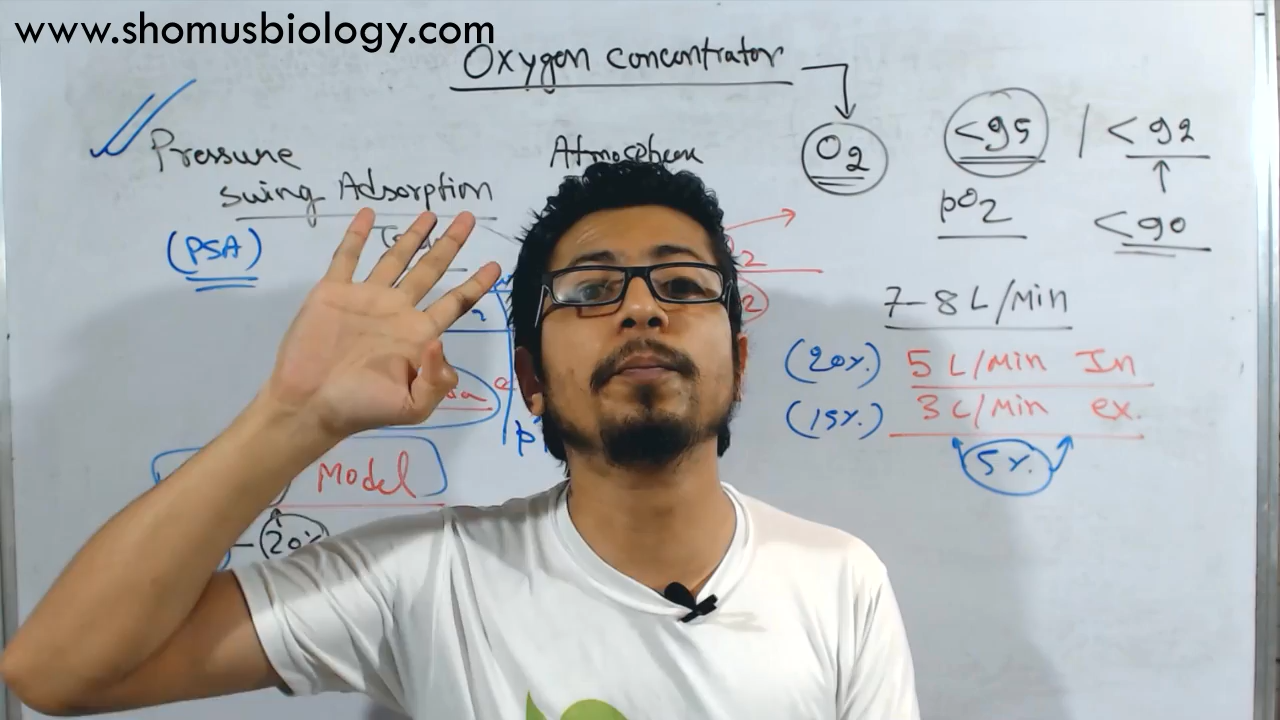 www.shomusbiology.com
Oxygen concentrator
O2
<95 / <92
<90
pO2
Pressure
swing Adsorption
(PSA)
Atmosphere
7-8 L/Min
(20%) 5 L/Min In
(15%) 3 L/Min ex.
5%
Model
20%